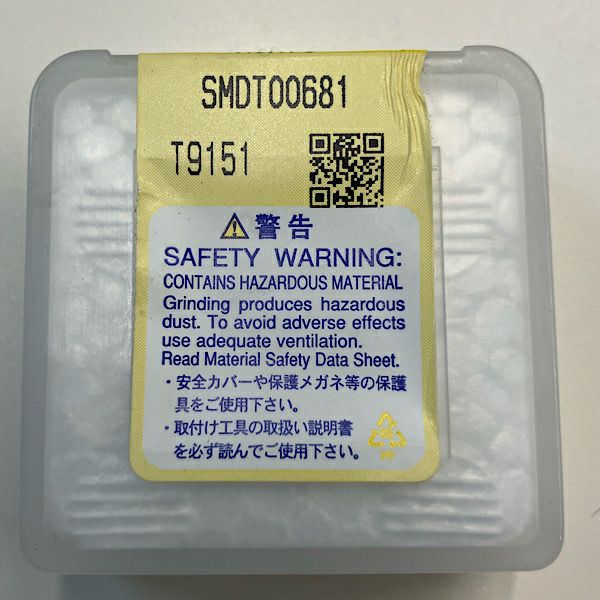 SMDT00681
T9151
⚠警告
SAFETY WARNING:
CONTAINS HAZARDOUS MATERIAL
Grinding produces hazardous
dust. To avoid adverse effects
use adequate ventilation.
Read Material Safety Data Sheet.
・安全カバーや保護メガネ等の保護
具をご使用下さい。
・取付け工具の取扱い説明書
を必ず読んでご使用下さい。
PP